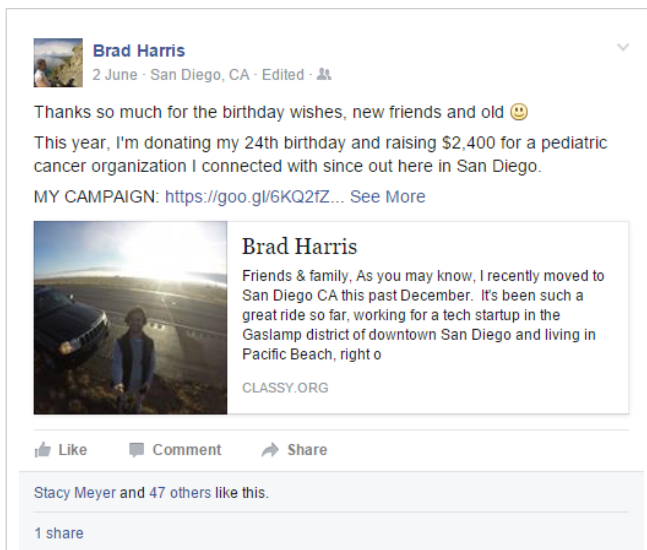 Brad Harris
2 June · San Diego, CA · Edited ·
Thanks so much for the birthday wishes, new friends and old
This year, I'm donating my 24th birthday and raising $2,400 for a pediatric
cancer organization I connected with since out here in San Diego.
MY CAMPAIGN: https://goo.gl/6KQ2fZ... See More
Brad Harris
Friends & family, As you may know, I recently moved to
San Diego CA this past December. It's been such a
great ride so far, working for a tech startup in the
Gaslamp district of downtown San Diego and living in
Pacific Beach, right o
CLASSY.ORG
Like Comment Share
Stacy Meyer and 47 others like this.
1 share